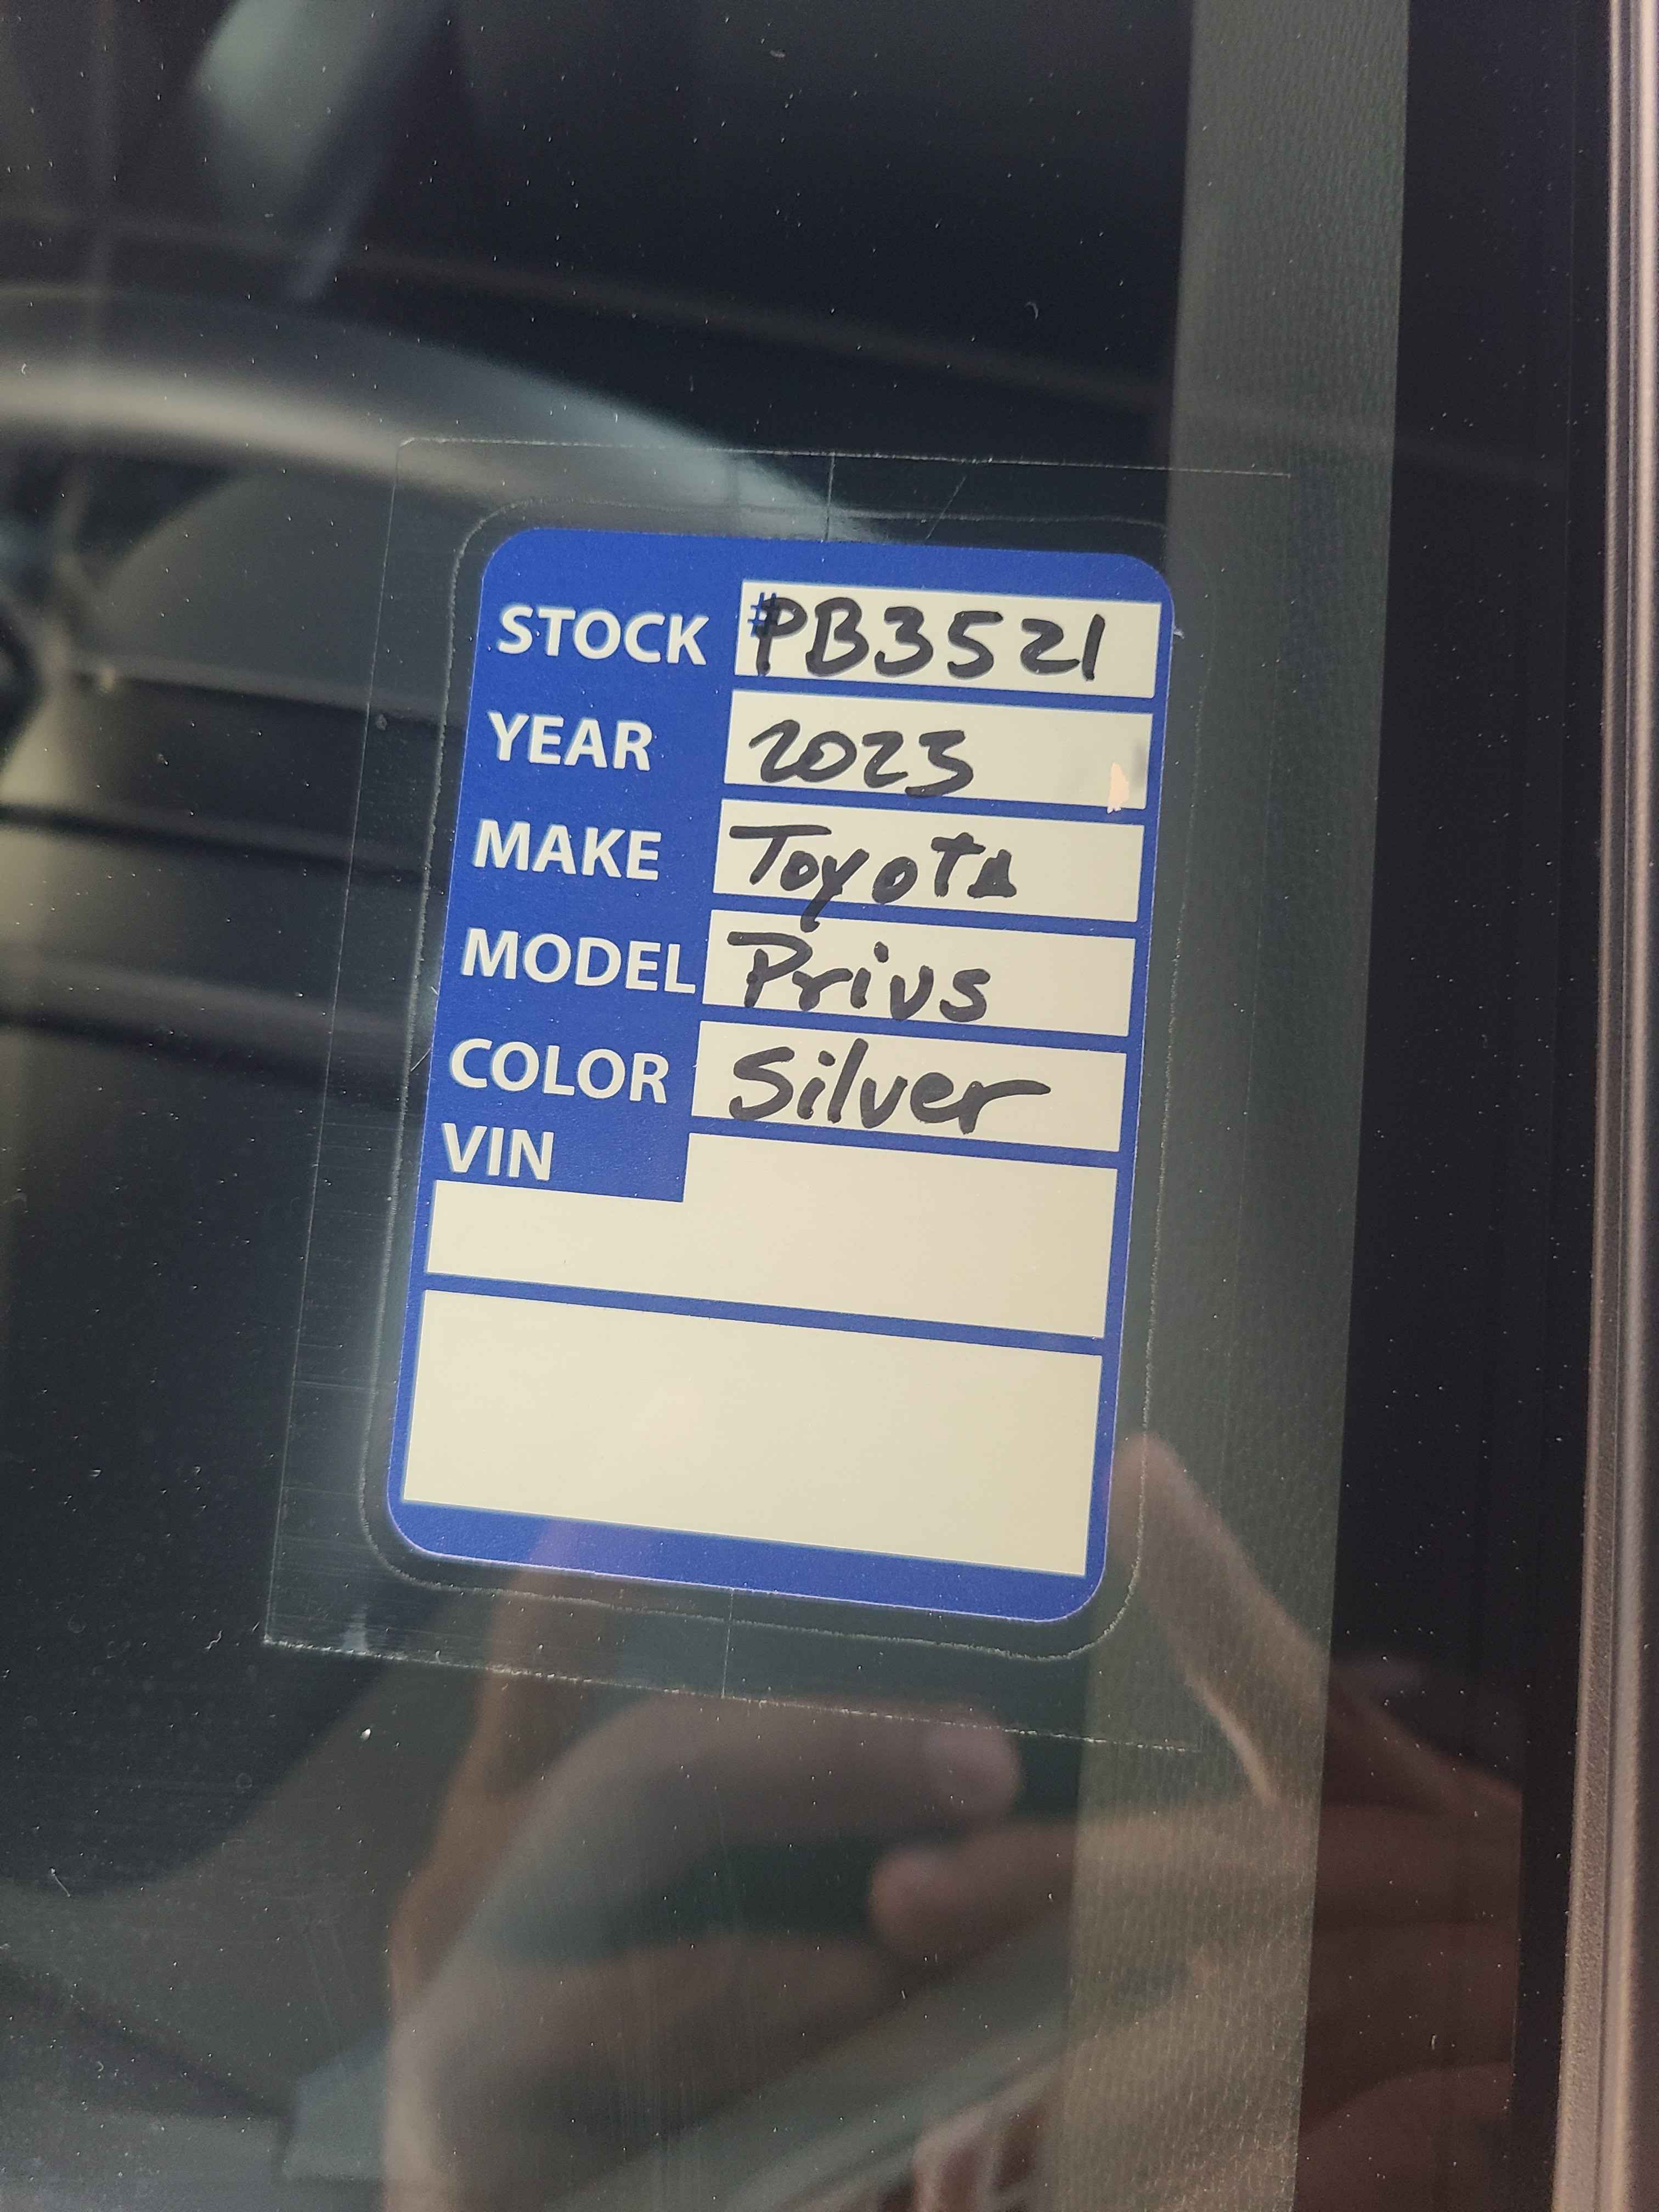 STOCK #PB3521
YEAR 2023
MAKE Toyota
MODEL Prius
COLOR Silver
VIN